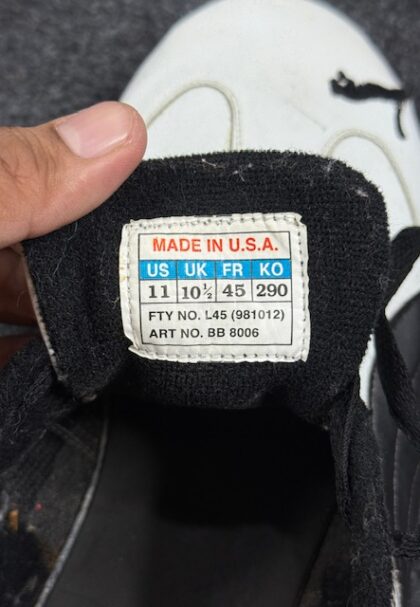 MADE IN U.S.A.
US UK FR KO
11 10½ 45 290
FTY NO. L45 (981012)
ART NO. BB 8006